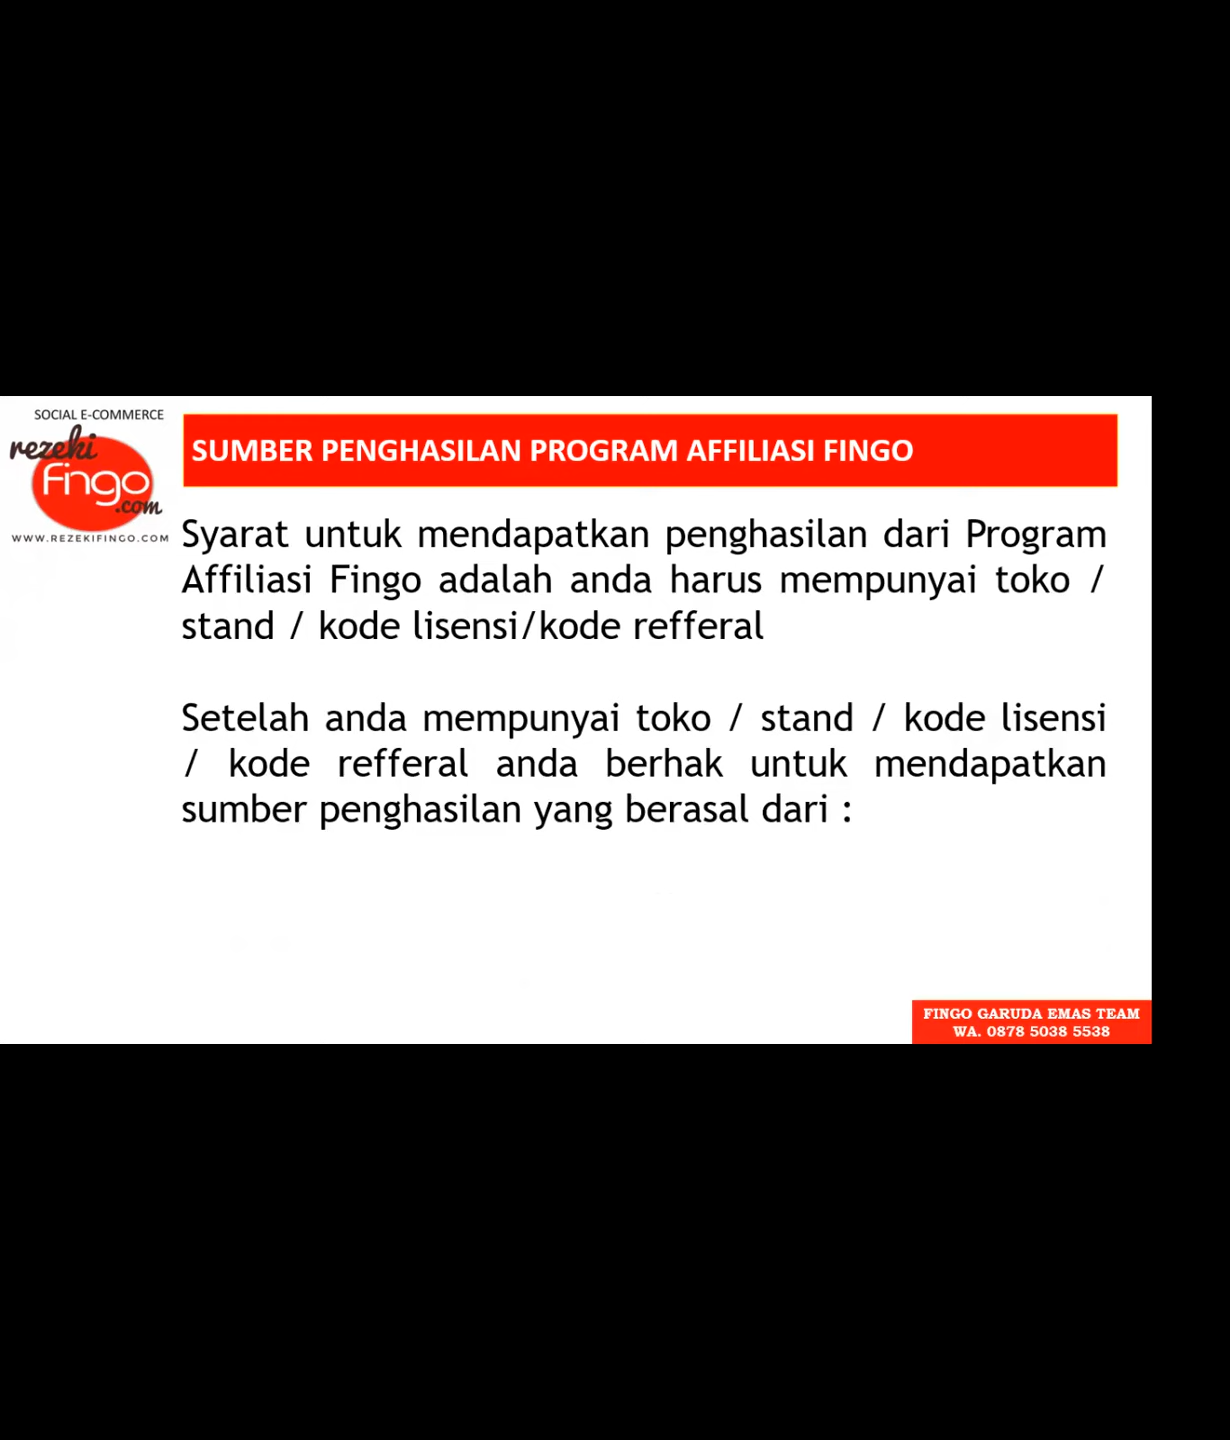 SOCIAL E-COMMERCE
rezeki
Fingo
.com
WWW.REZEKIFINGO.COM
SUMBER PENGHASILAN PROGRAM AFFILIASI FINGO
Syarat untuk mendapatkan penghasilan dari Program
Affiliasi Fingo adalah anda harus mempunyai toko /
stand / kode lisensi/kode refferal
Setelah anda mempunyai toko / stand / kode lisensi
/ kode refferal anda berhak untuk mendapatkan
sumber penghasilan yang berasal dari :
FINGO GARUDA EMAS TEAM
WA. 0878 5038 5538